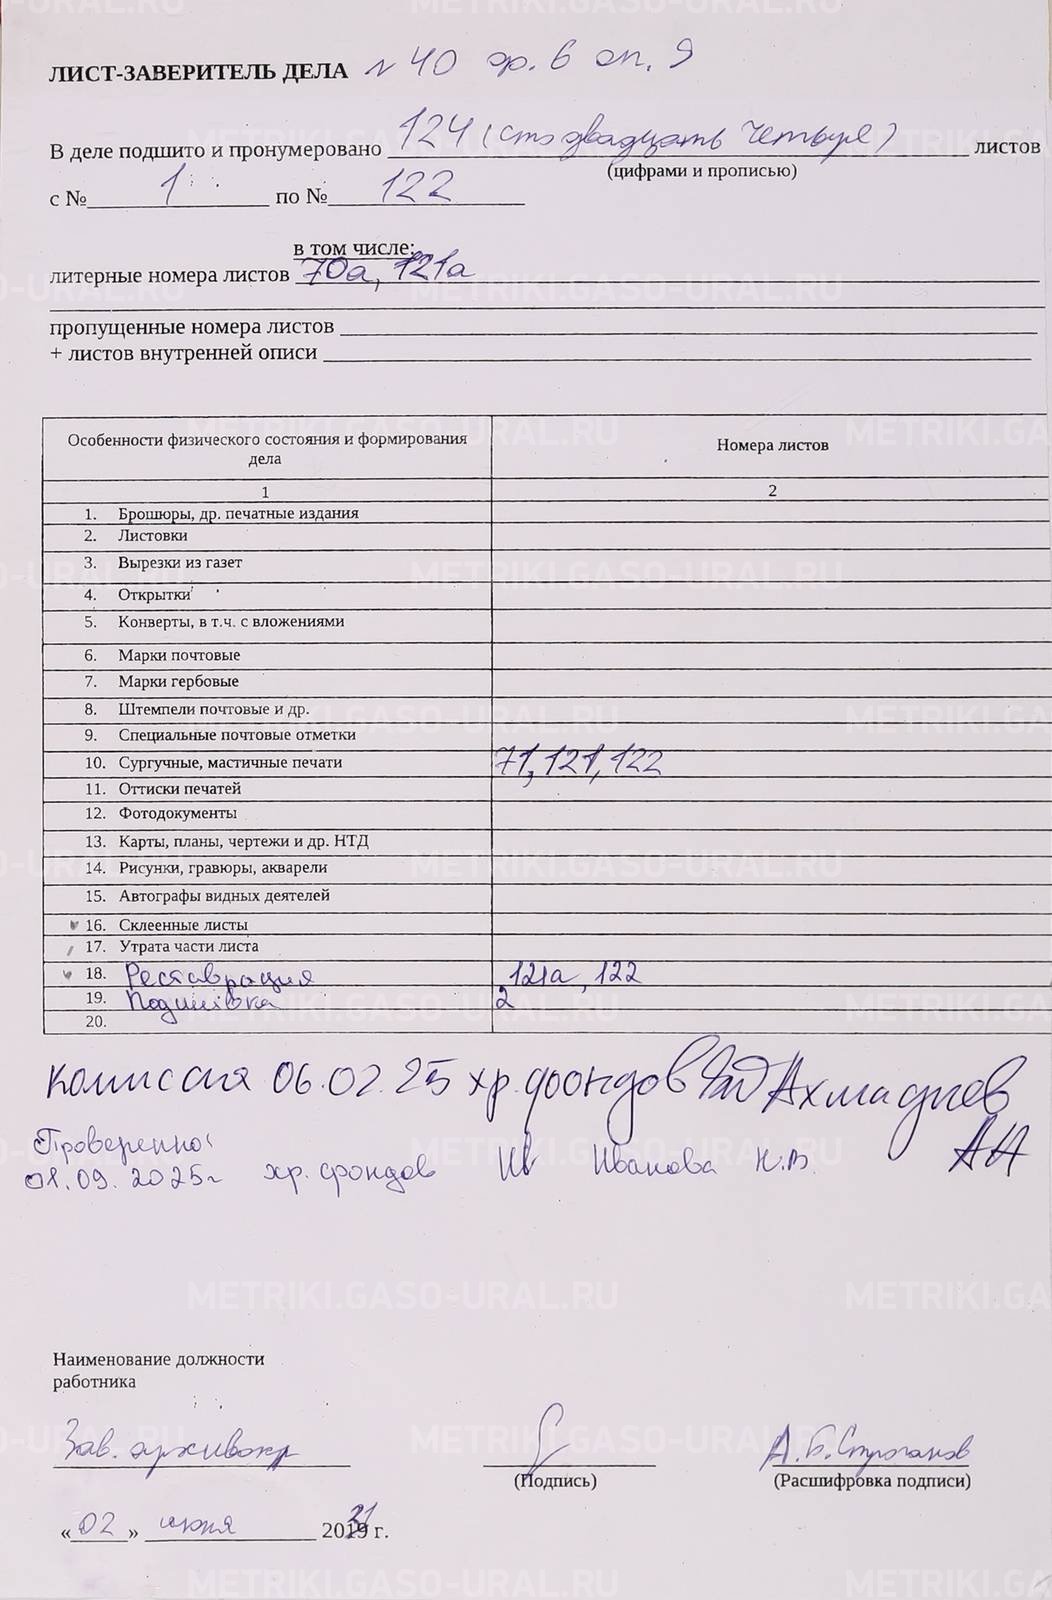 ЛИСТ-ЗАВЕРИТЕЛЬ ДЕЛА № 40 ф. 6 оп. 9
В деле подшито и пронумеровано 124 (сто двадцать четыре) листов
(цифрами и прописью)
с № 1 по № 122
в том числе:
литерные номера листов 70а, 121а
пропущенные номера листов
+ листов внутренней описи
Особенности физического состояния и формирования дела Номера листов
1 2
1. Брошюры, др. печатные издания
2. Листовки
3. Вырезки из газет
4. Открытки
5. Конверты, в т.ч. с вложениями
6. Марки почтовые
7. Марки гербовые
8. Штемпели почтовые и др.
9. Специальные почтовые отметки
10. Сургучные, мастичные печати 71, 121, 122
11. Оттиски печатей
12. Фотодокументы
13. Карты, планы, чертежи и др. НТД
14. Рисунки, гравюры, акварели
15. Автографы видных деятелей
16. Склеенные листы
17. Утрата части листа
18. Реставрация 121а, 122
19. Подшивка 2
20.
Комиссия 06.02.25 хр. фондов Ахмадиев
Проверенно
01.09.2025г хр. фондов Ив Иванова Н.В.
Наименование должности
работника
Зав. архивохр А.Б. Строганов
(Подпись) (Расшифровка подписи)
«02» июня 20 г.
METRIKI.GASO-URAL.RU